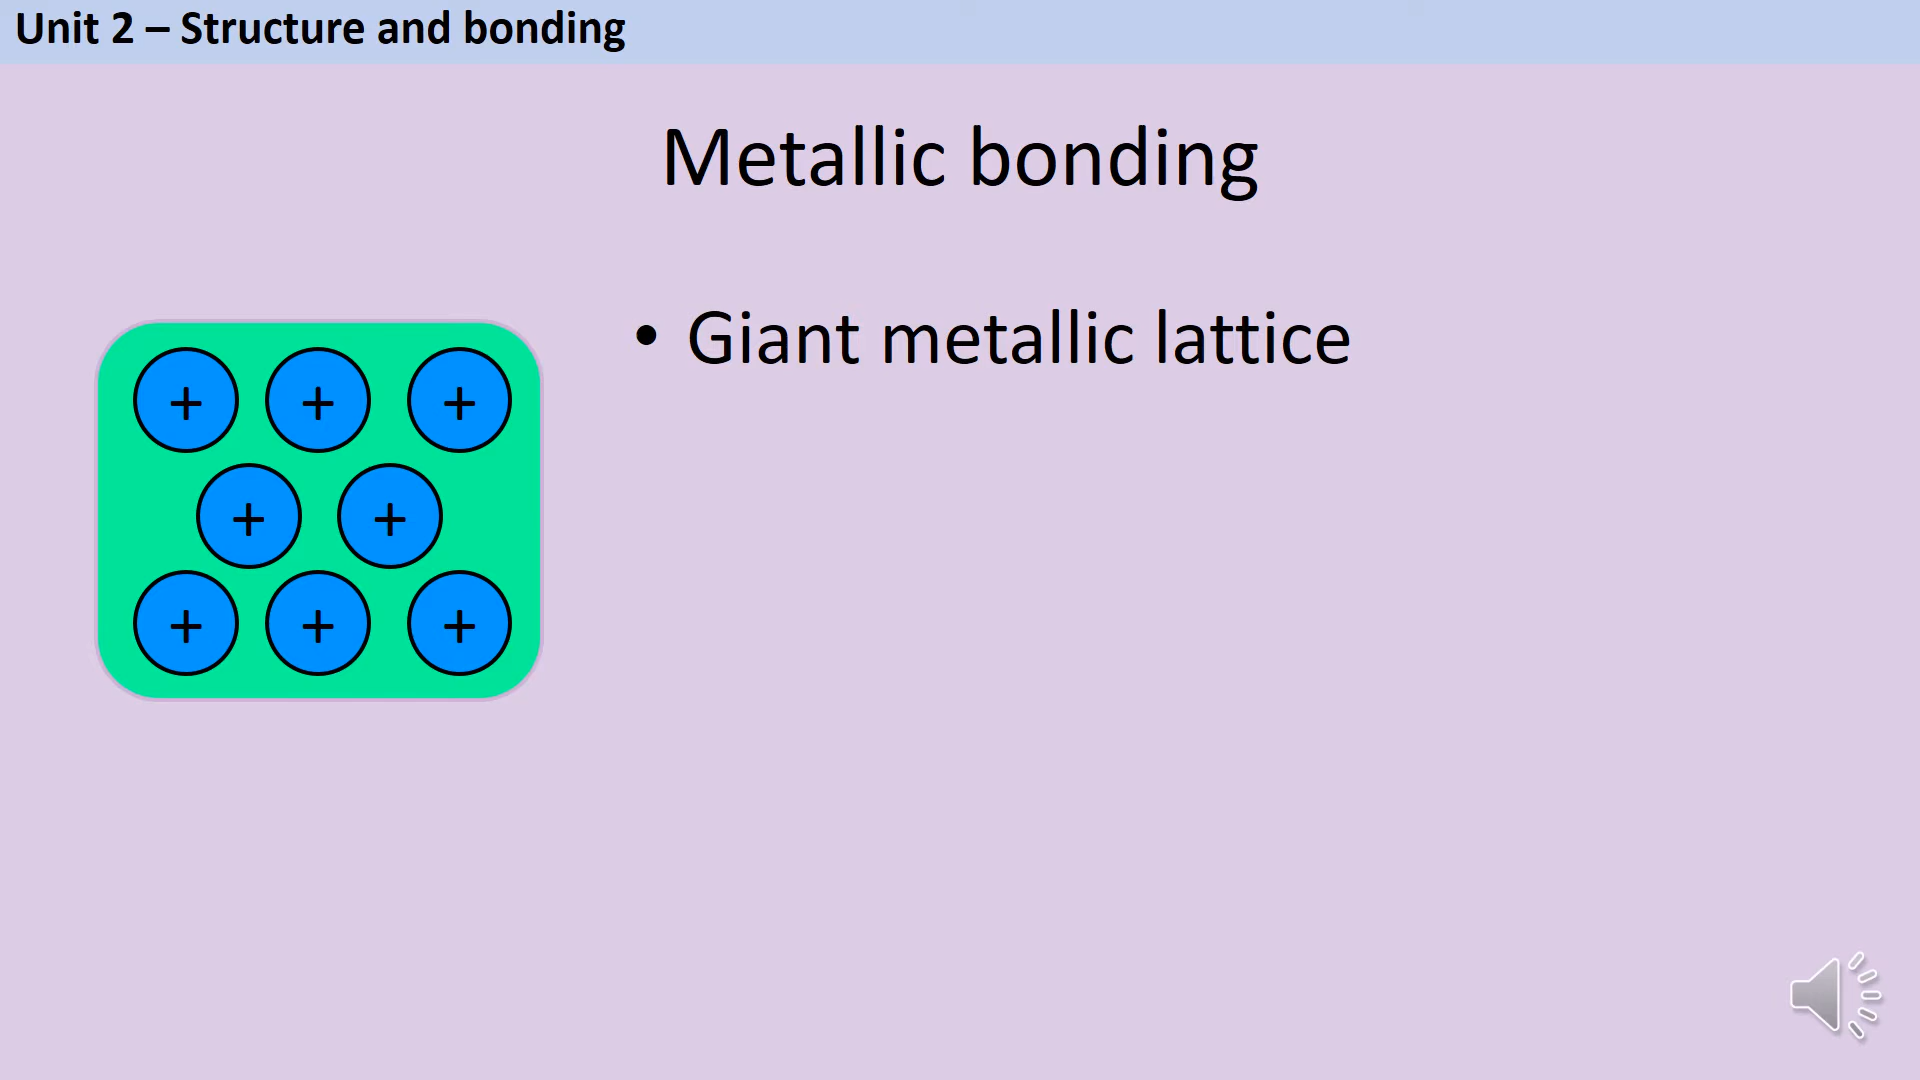 Unit 2 – Structure and bonding
Metallic bonding
• Giant metallic lattice
+ + +
+ +
+ + +